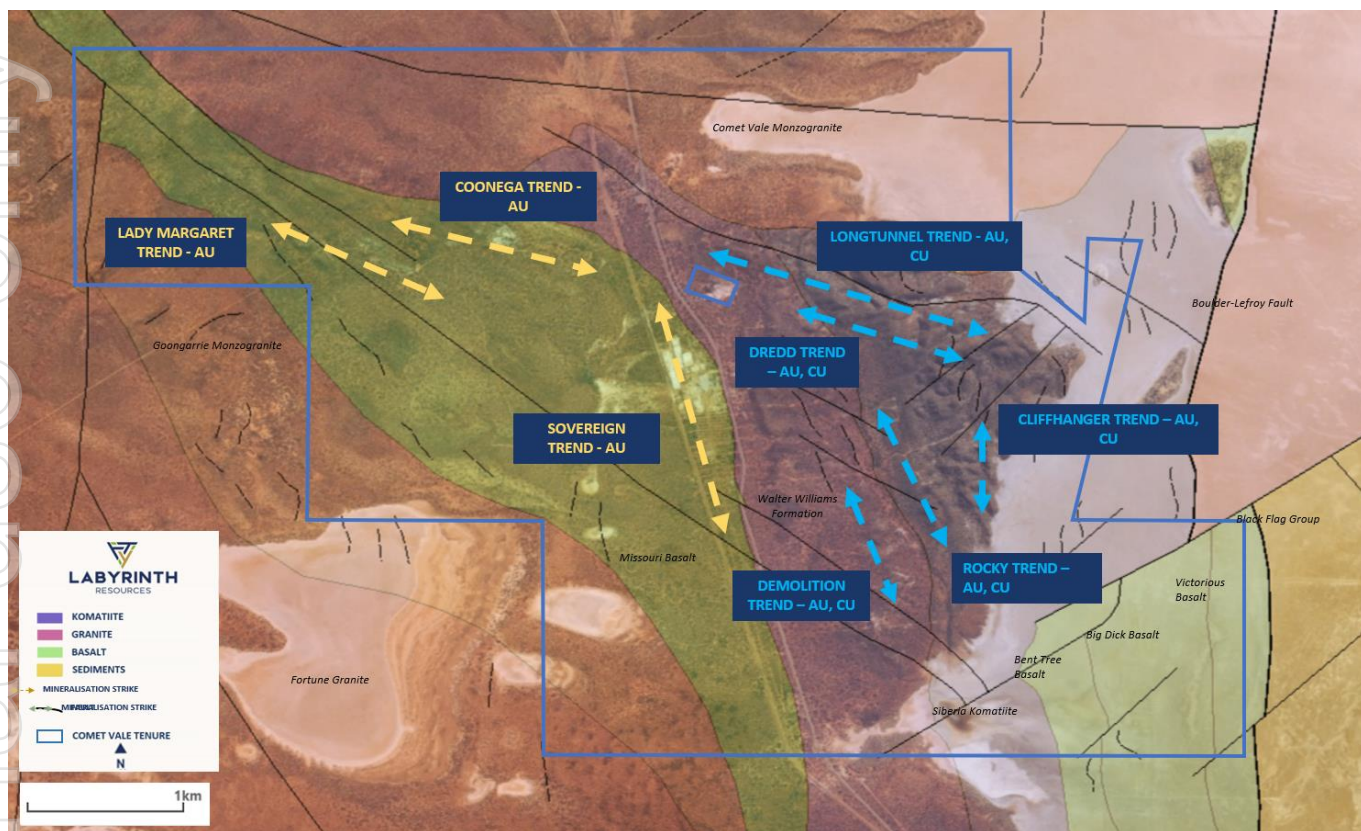 Comet Vale Monzogranite
COONEGA TREND -
AU
LADY MARGARET
TREND - AU
LONGTUNNEL TREND - AU,
CU
Boulder-Lefroy Fault
Goongarrie Monzogranite
DREDD TREND
– AU, CU
SOVEREIGN
TREND - AU
CLIFFHANGER TREND – AU,
CU
Walter Williams
Formation
Black Flag Group
Missouri Basalt
DEMOLITION
TREND – AU, CU
ROCKY TREND –
AU, CU
Victorious
Basalt
Big Dick Basalt
Bent Tree
Basalt
Fortune Granite
Siberia Komatiite
LABYRINTH
RESOURCES
KOMATIITE
GRANITE
BASALT
SEDIMENTS
MINERALISATION STRIKE
MINERALISATION STRIKE
COMET VALE TENURE
N
1km